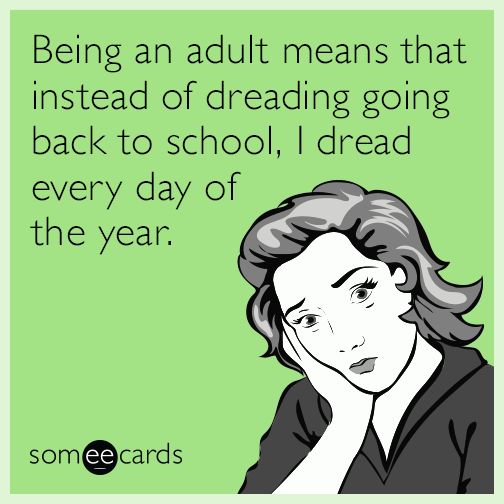 Being an adult means that
instead of dreading going
back to school, I dread
every day of
the year.
someecards